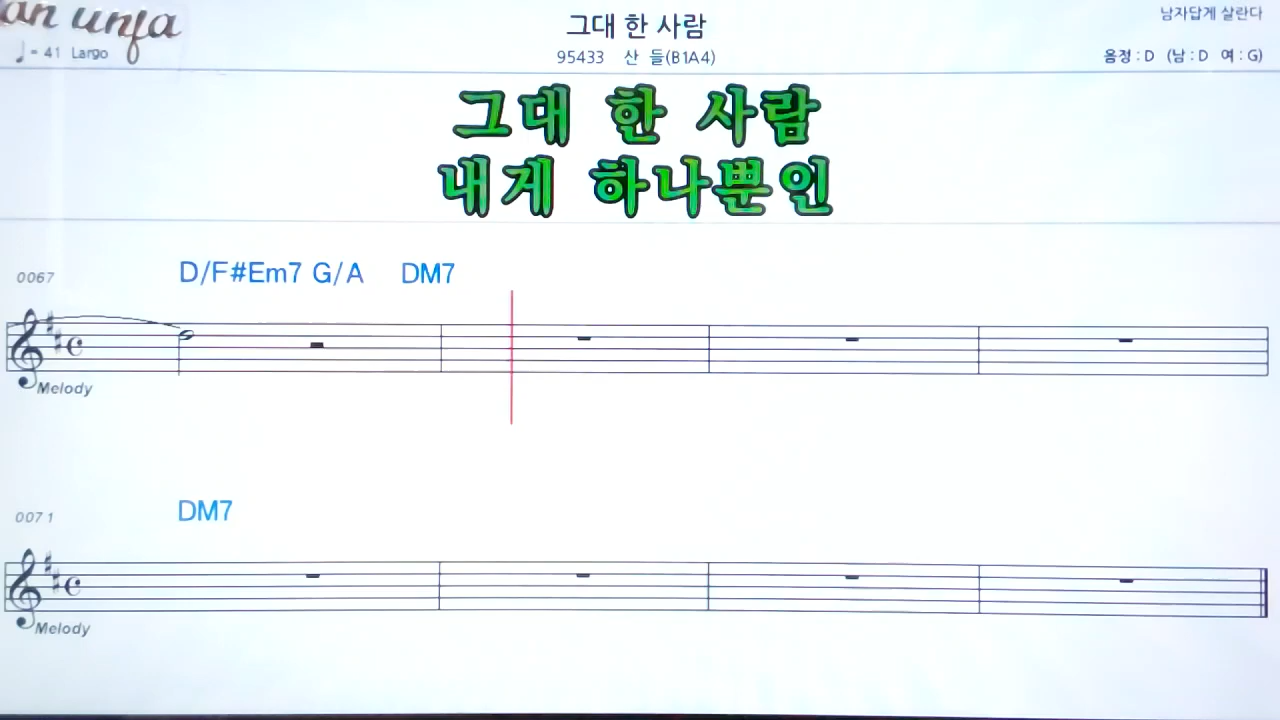 an unfa
♩= 41 Largo
그대 한 사람
95433 산 들(B1A4)
남자답게 살란다
음정 : D (남 : D 여 : G)
그대 한 사람
내게 하나뿐인
0067
D/F#Em7 G/A DM7
Melody
0071
DM7
Melody